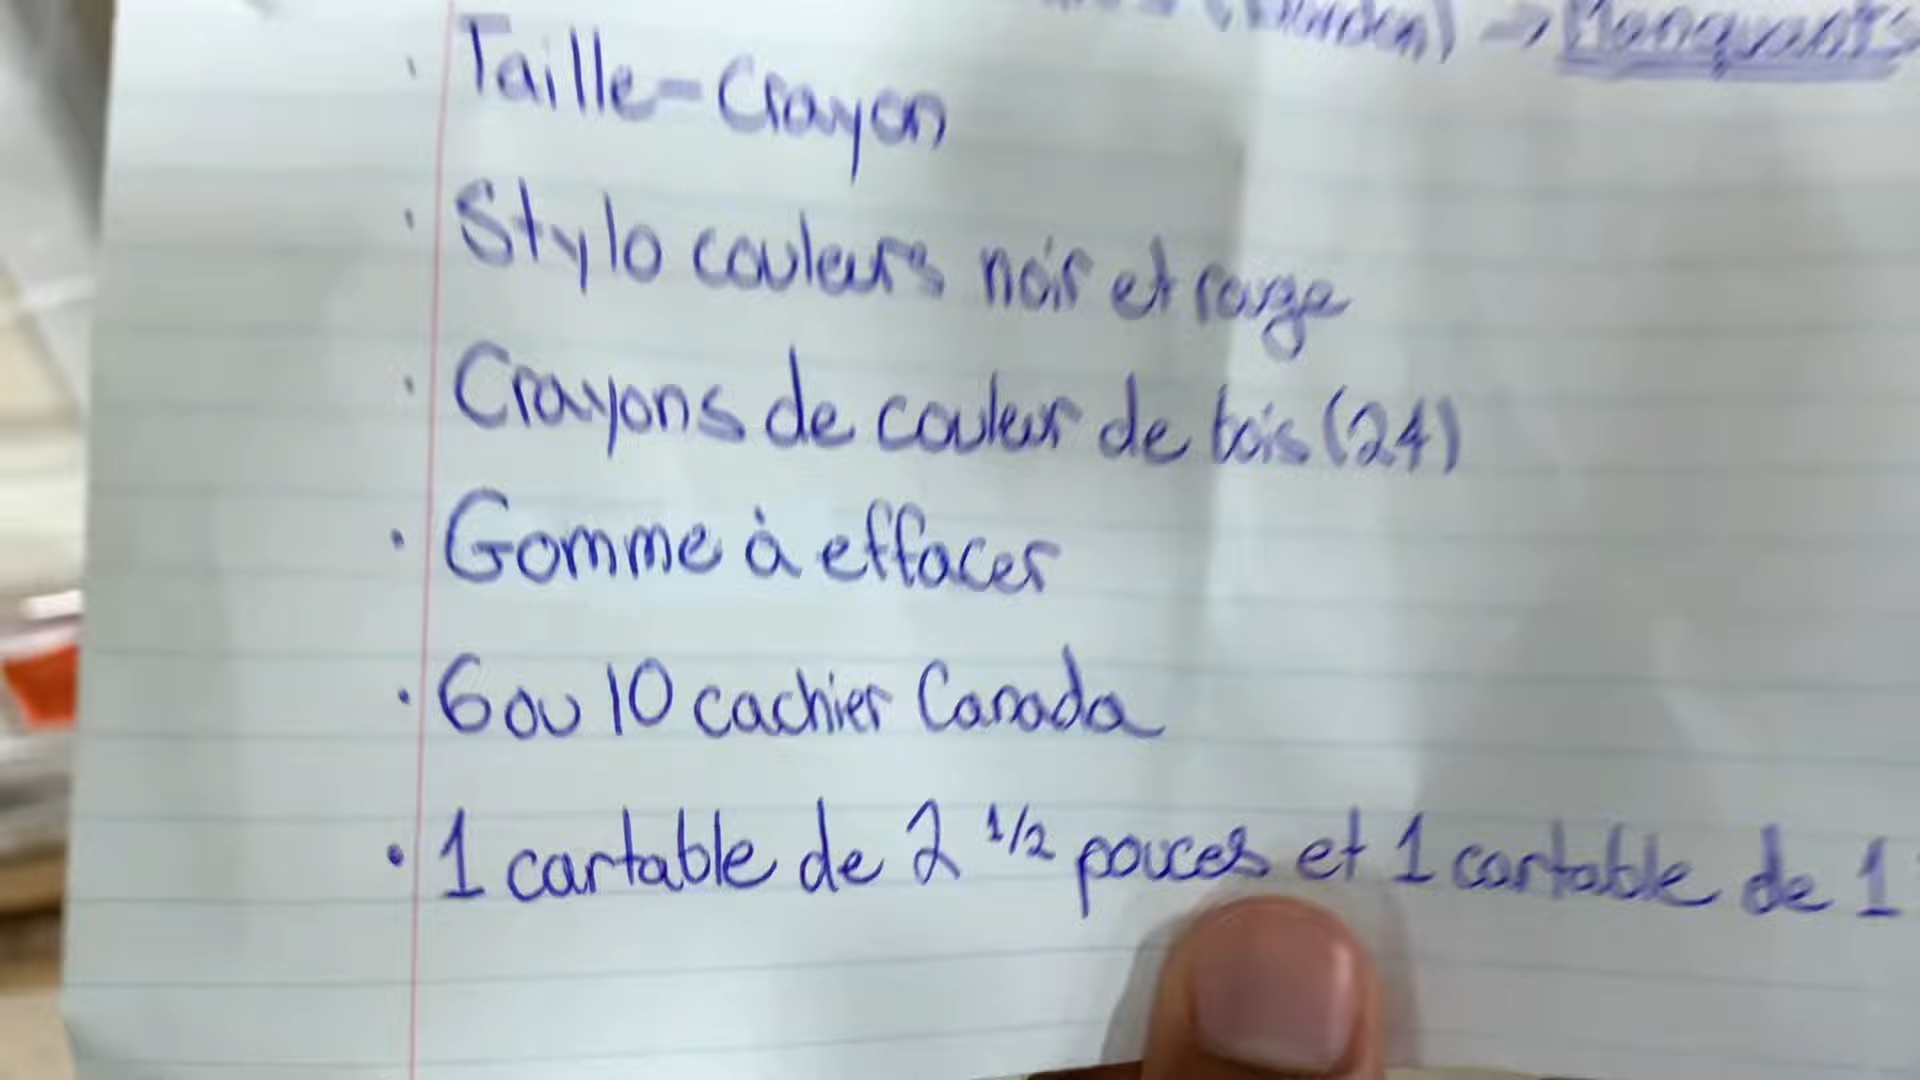 → Manquants
· Taille-Crayon
· Stylo couleurs noir et rouge
· Crayons de couleur de bois (24)
· Gomme à effacer
· 6 ou 10 cachier Canada
· 1 cartable de 2 1/2 pouces et 1 cartable de 1